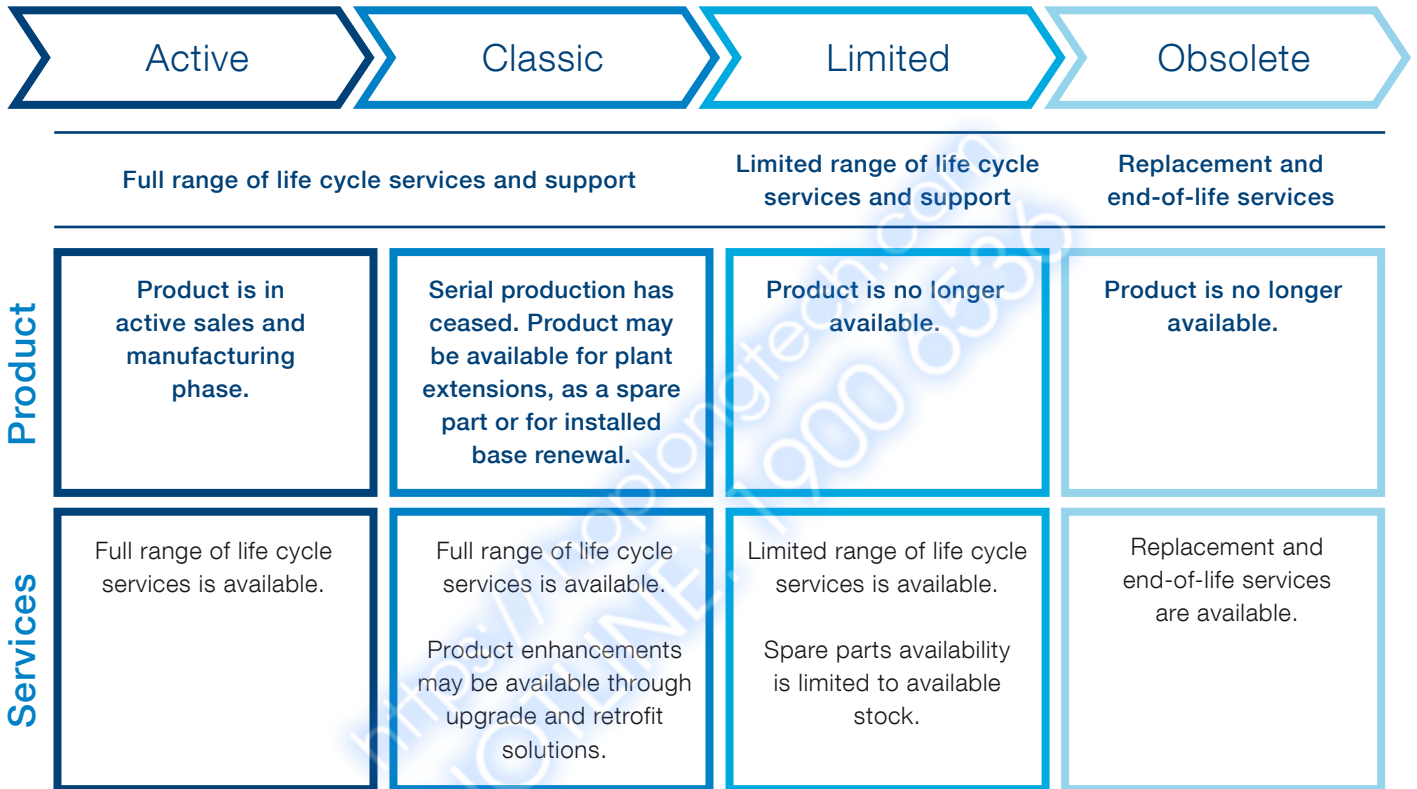 Active
Classic
Limited
Obsolete
Full range of life cycle services and support
Limited range of life cycle
services and support
Replacement and
end-of-life services
Product
Product is in
active sales and
manufacturing
phase.
Serial production has
ceased. Product may
be available for plant
extensions, as a spare
part or for installed
base renewal.
Product is no longer
available.
Product is no longer
available.
Services
Full range of life cycle
services is available.
Full range of life cycle
services is available.
Product enhancements
may be available through
upgrade and retrofit
solutions.
Limited range of life cycle
services is available.
Spare parts availability
is limited to available
stock.
Replacement and
end-of-life services
are available.
https://hoplongtech.com
HOTLINE: 1900 6536